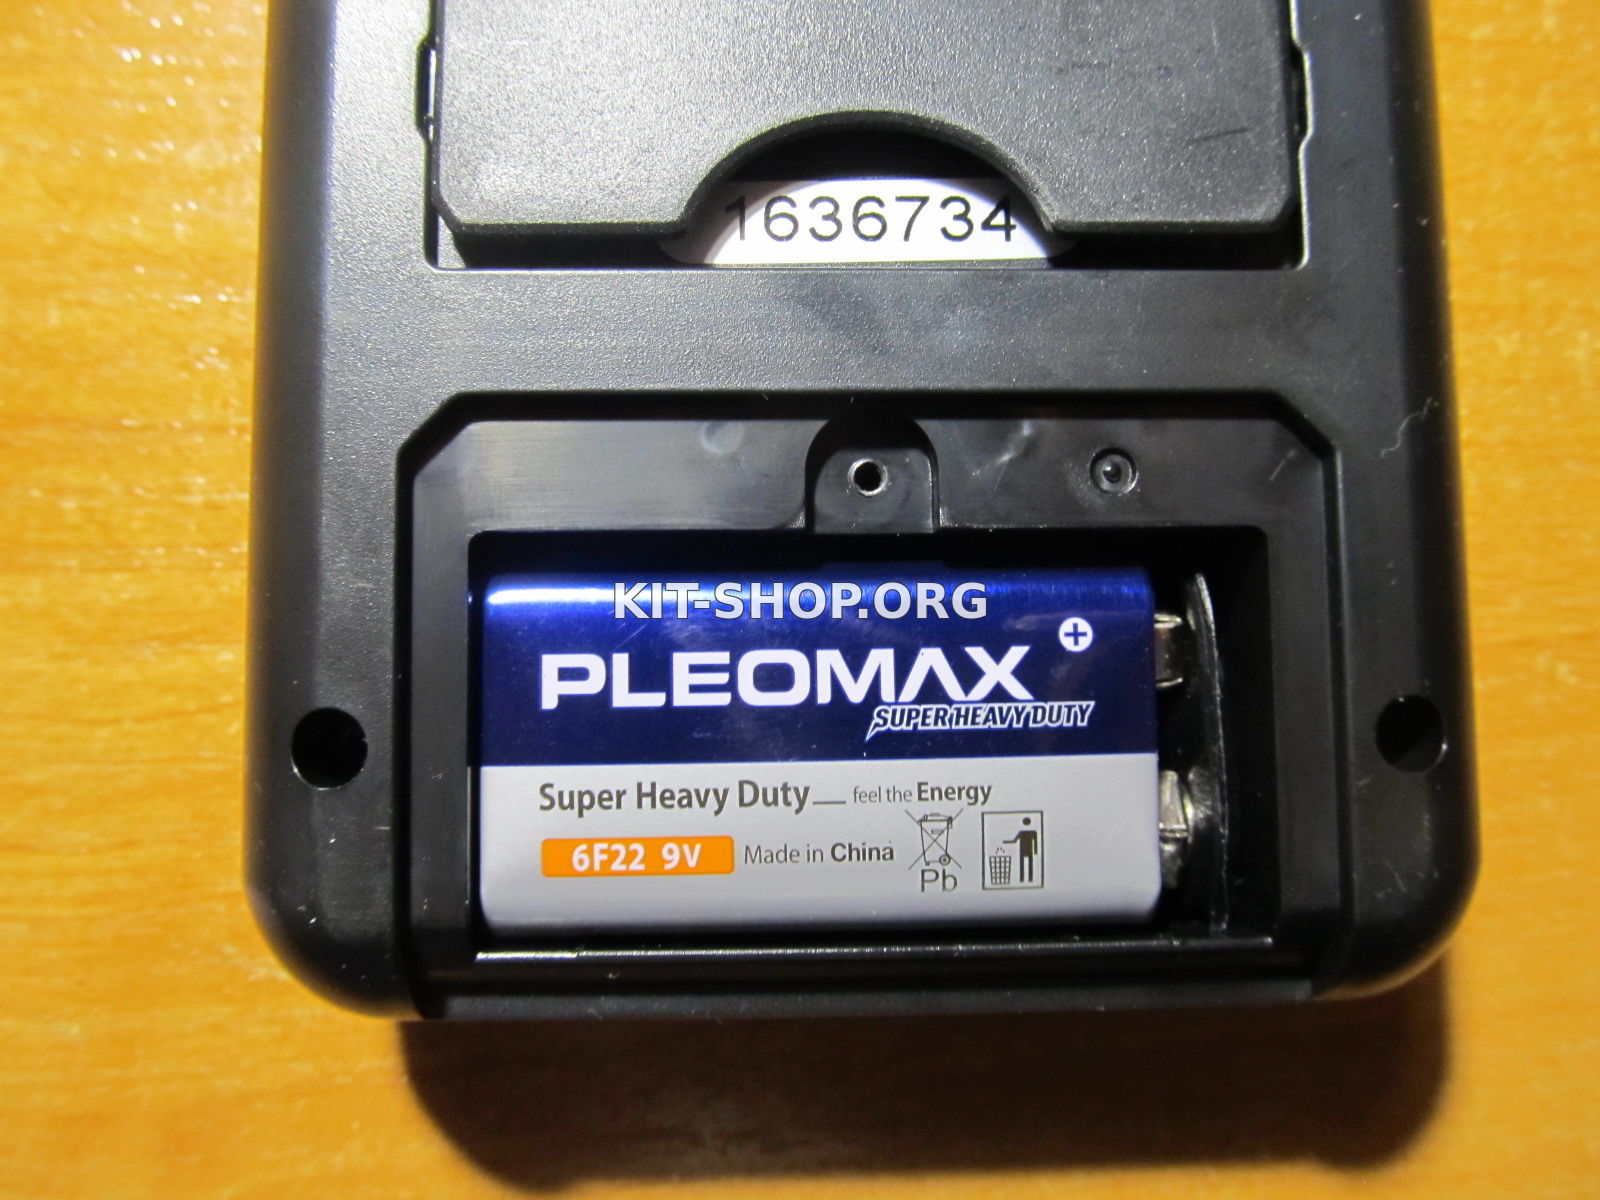 1636734
KIT-SHOP.ORG
PLEOMAX
SUPER HEAVY DUTY
Super Heavy Duty__ feel the Energy
6F22 9V Made in China
Pb